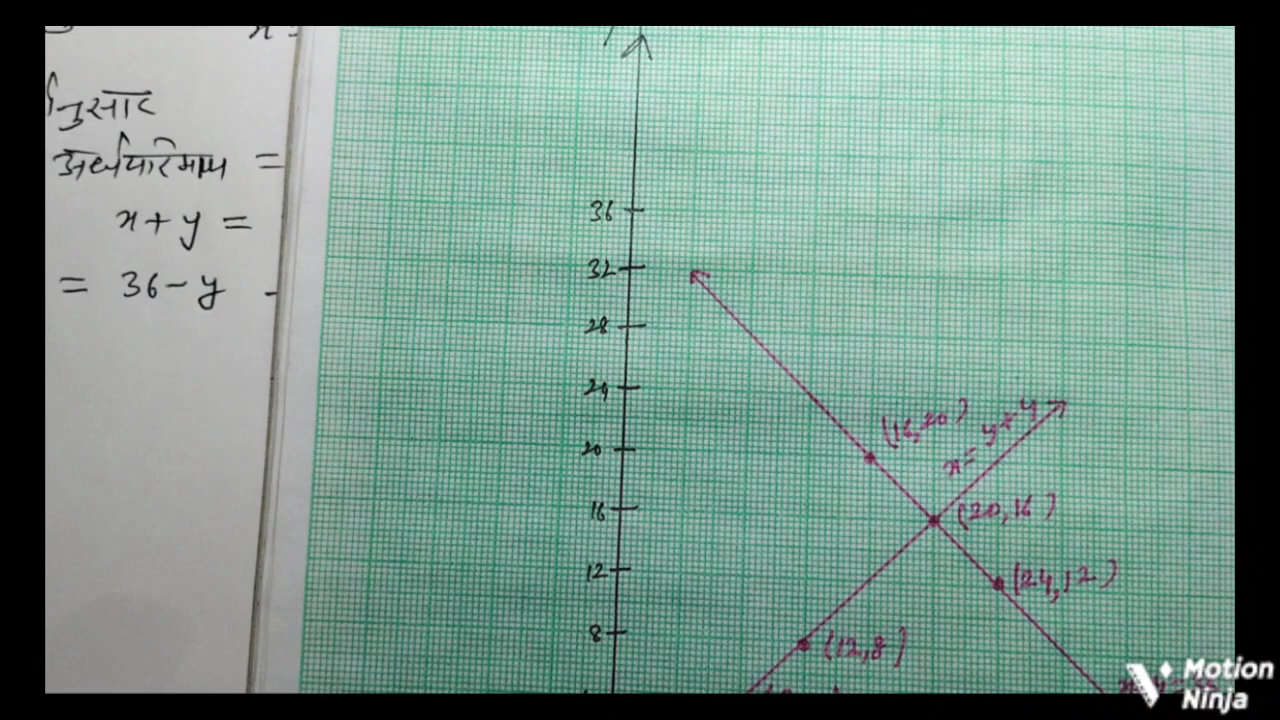 अर्धपरिमाप =
x + y =
= 36 - y
36
32
28
24
20
16
12
8
(16,20)
x = y + 4
(20,16)
(24,12)
(12,8)
Motion
Ninja